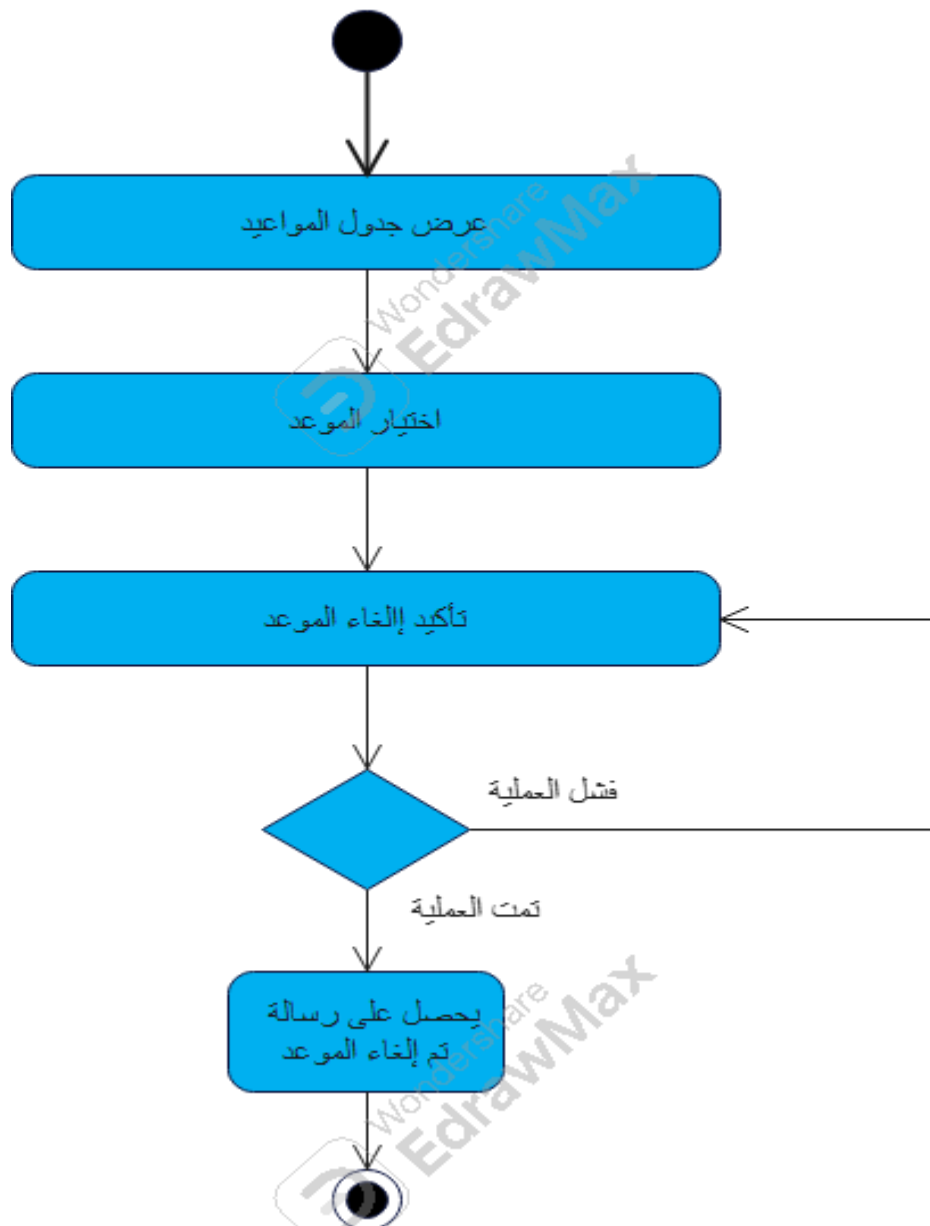 عرض جدول المواعيد
اختيار الموعد
تأكيد إالغاء الموعد
فشل العملية
تمت العملية
يحصل على رسالة
تم إلغاء الموعد
Wondershare
EdrawMax
Wondershare
EdrawMax